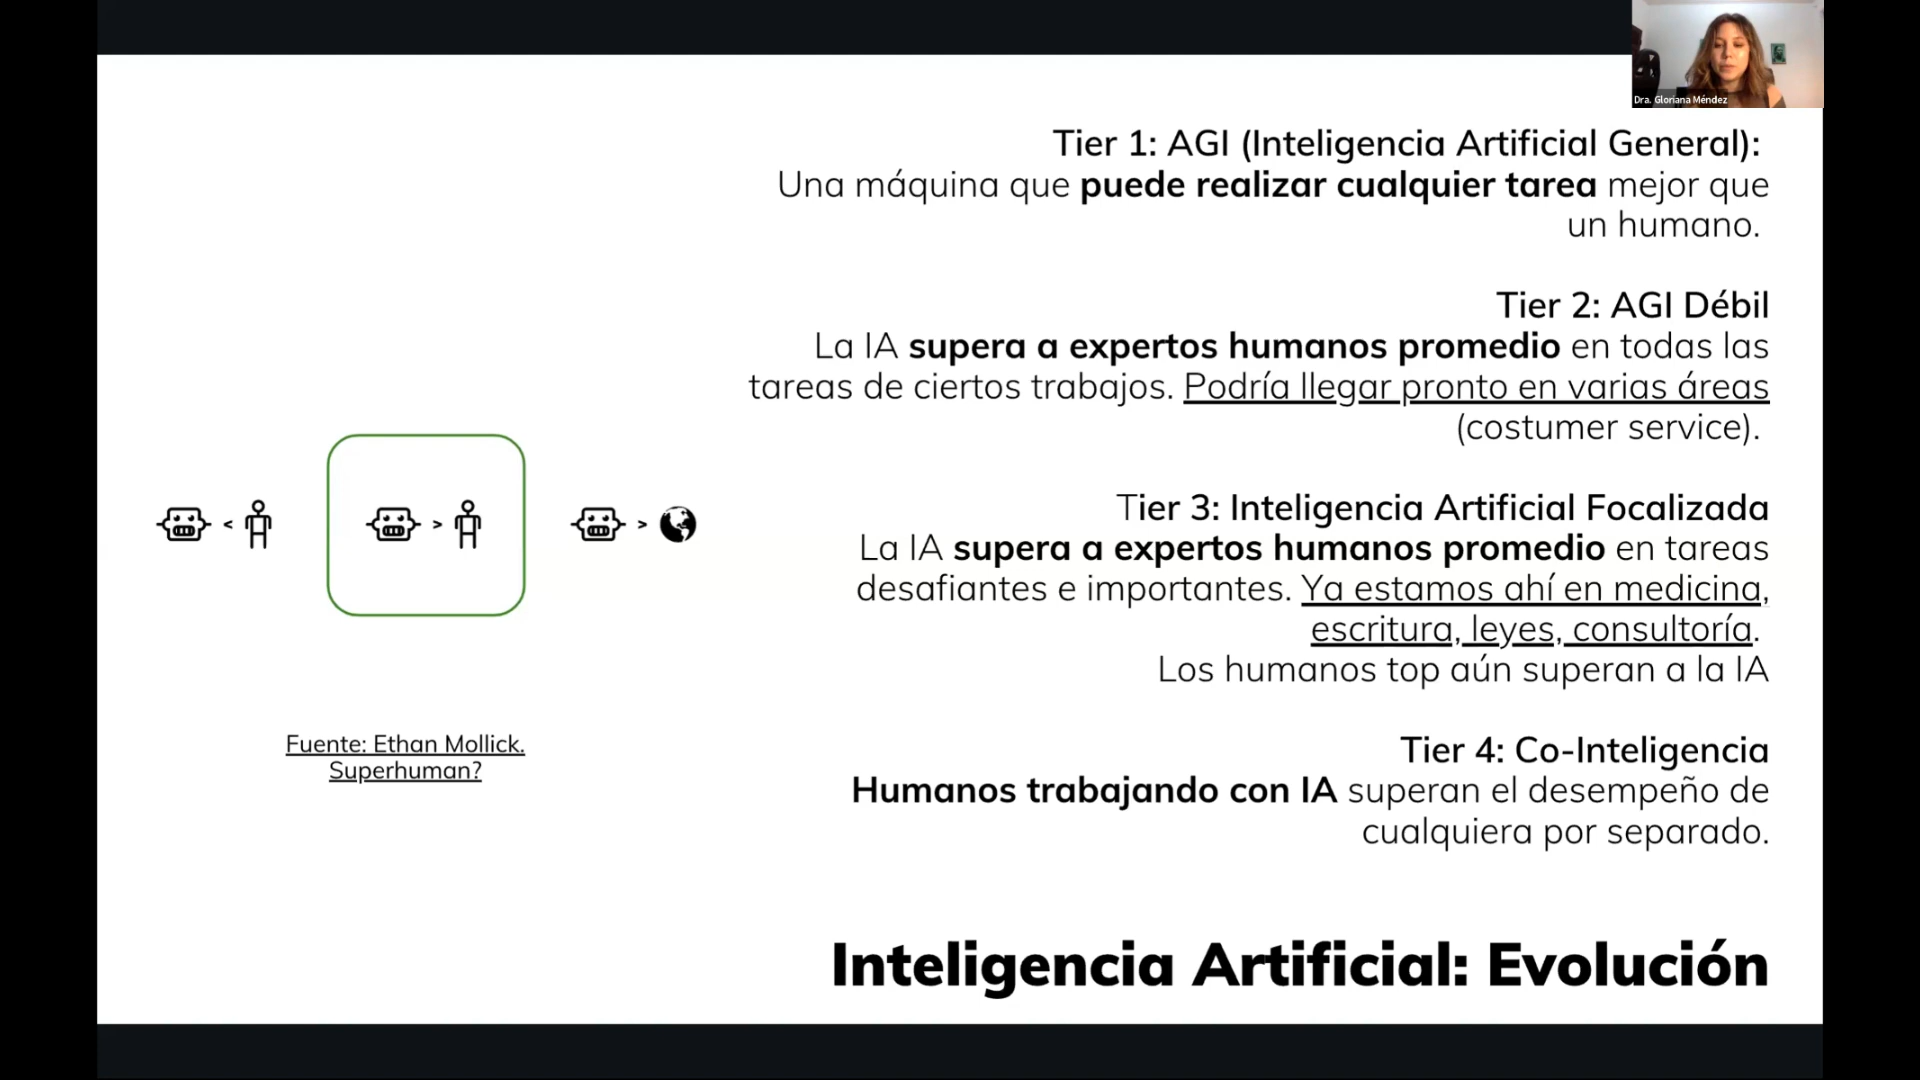 Dra. Gloriana Méndez
Tier 1: AGI (Inteligencia Artificial General):
Una máquina que puede realizar cualquier tarea mejor que
un humano.
Tier 2: AGI Débil
La IA supera a expertos humanos promedio en todas las
tareas de ciertos trabajos. Podría llegar pronto en varias áreas
(costumer service).
Tier 3: Inteligencia Artificial Focalizada
La IA supera a expertos humanos promedio en tareas
desafiantes e importantes. Ya estamos ahí en medicina,
escritura, leyes, consultoría.
Los humanos top aún superan a la IA
Tier 4: Co-Inteligencia
Humanos trabajando con IA superan el desempeño de
cualquiera por separado.
<
>
>
Fuente: Ethan Mollick.
Superhuman?
Inteligencia Artificial: Evolución